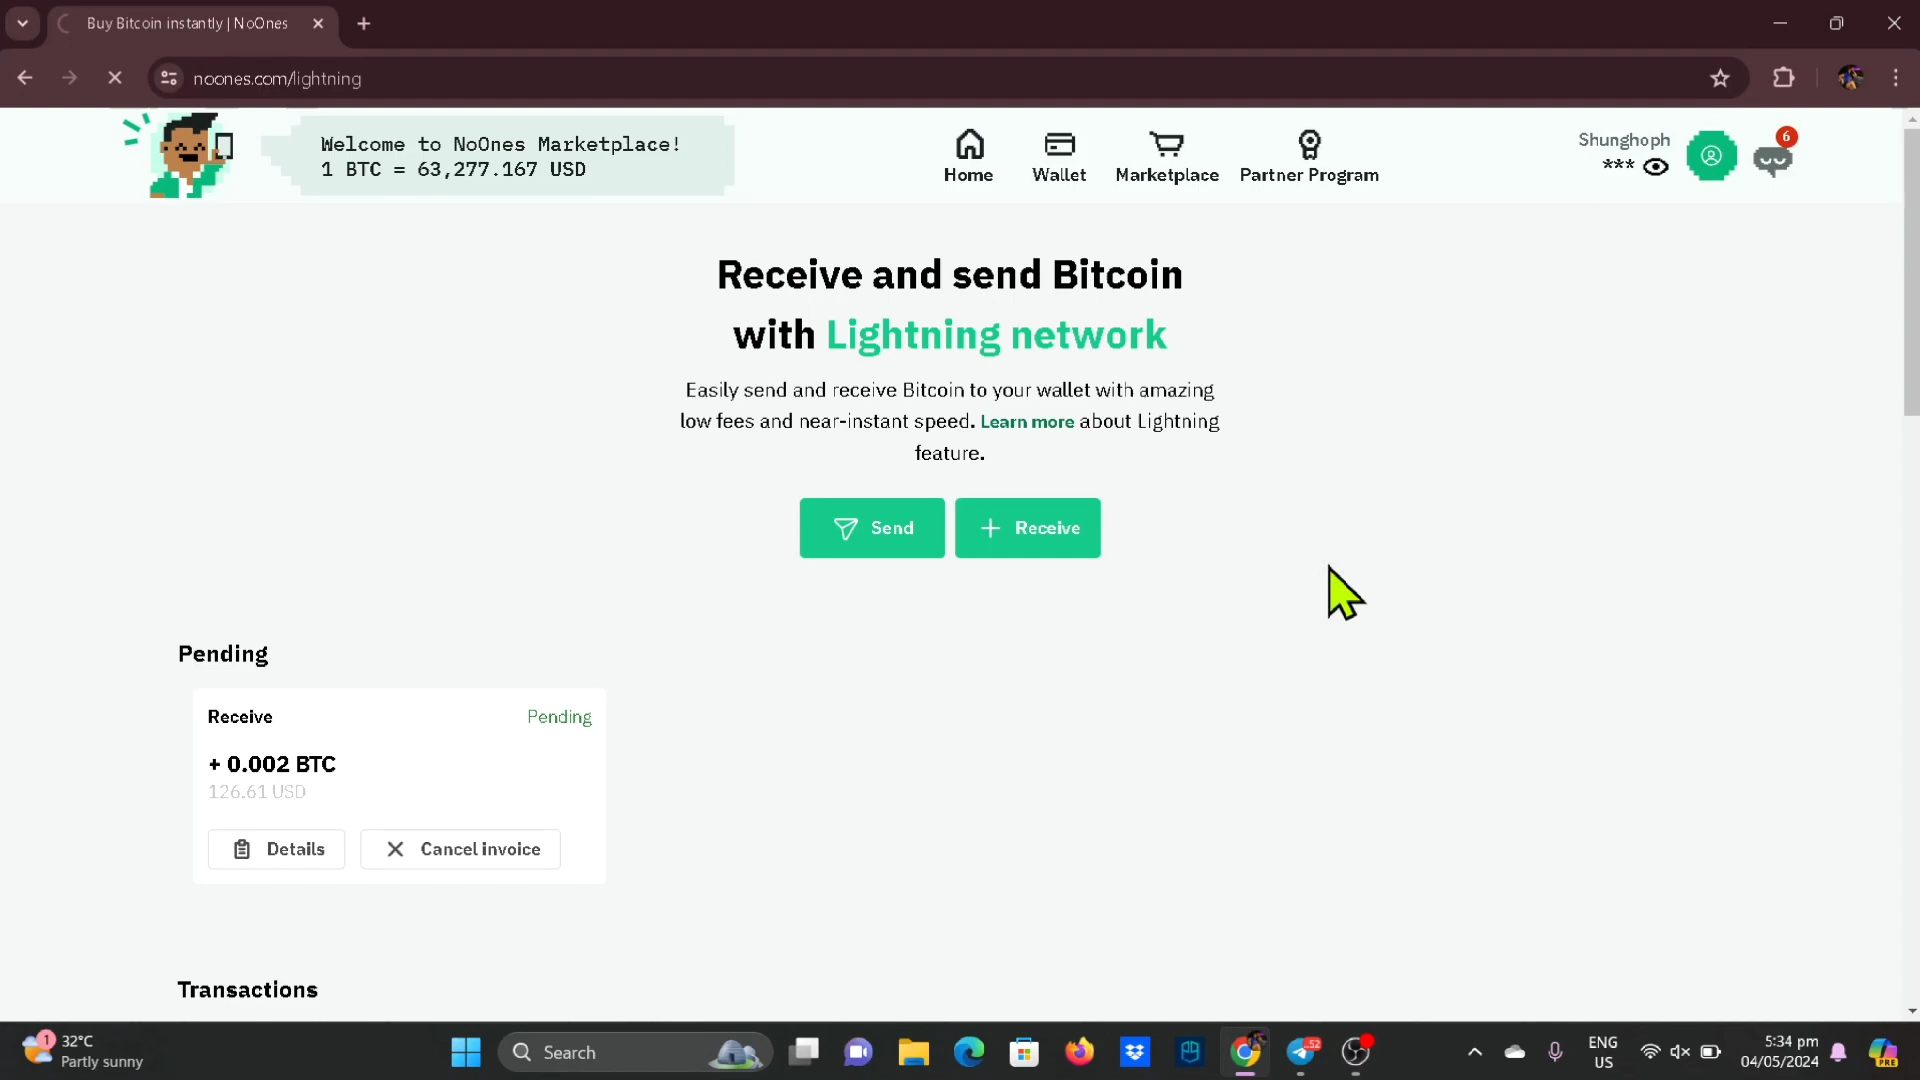 Buy Bitcoin instantly | NoOnes
noones.com/lightning
Welcome to NoOnes Marketplace!
1 BTC = 63,277.167 USD
Home
Wallet
Marketplace
Partner Program
Shunghoph
***
6
Receive and send Bitcoin
with Lightning network
Easily send and receive Bitcoin to your wallet with amazing
low fees and near-instant speed. Learn more about Lightning
feature.
Send
Receive
Pending
Receive
Pending
+ 0.002 BTC
126.61 USD
Details
Cancel invoice
Transactions
1
32°C
Partly sunny
Search
52
ENG
US
5:34 pm
04/05/2024
PRE